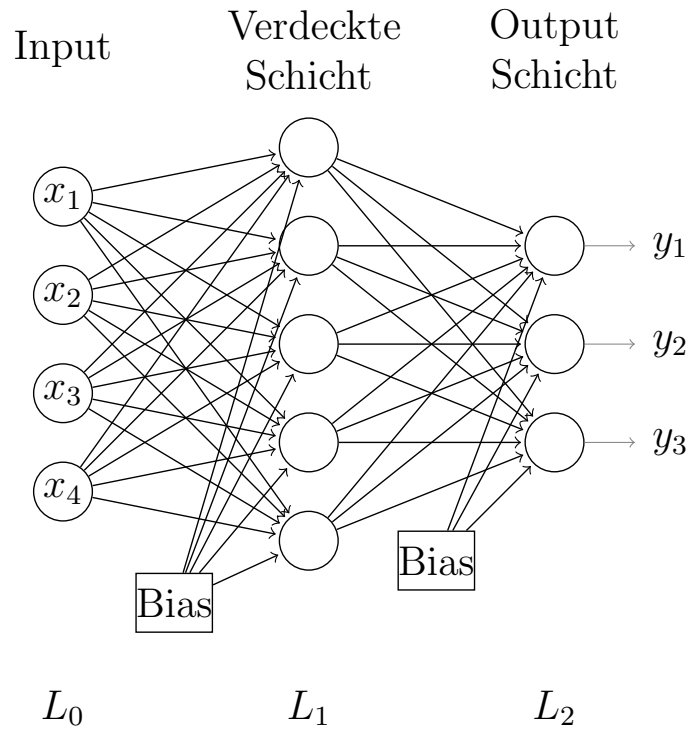 Input
Verdeckte
Schicht
Output
Schicht
x₁
x₂
x₃
x₄
y₁
y₂
y₃
Bias
Bias
L₀
L₁
L₂